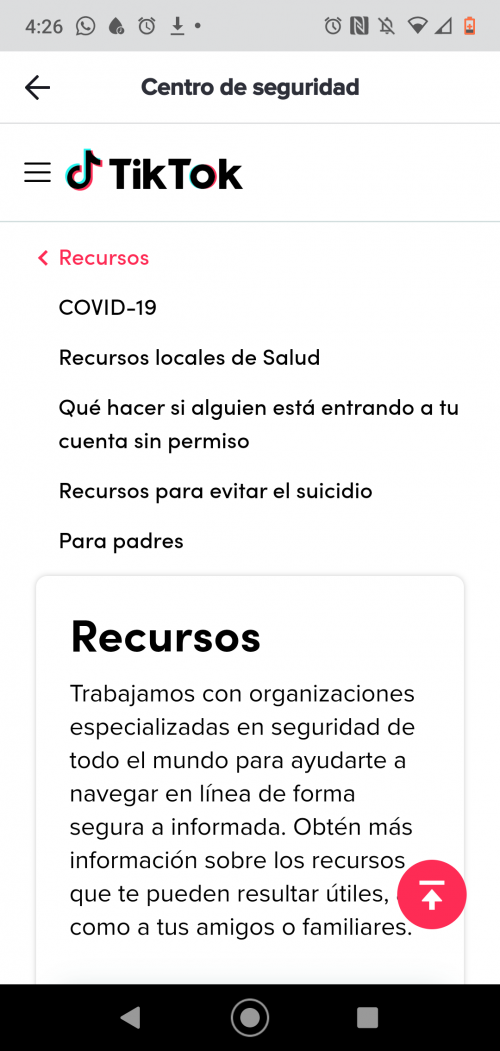 4:26
Centro de seguridad
TikTok
Recursos
COVID-19
Recursos locales de Salud
Qué hacer si alguien está entrando a tu
cuenta sin permiso
Recursos para evitar el suicidio
Para padres
Recursos
Trabajamos con organizaciones
especializadas en seguridad de
todo el mundo para ayudarte a
navegar en línea de forma
segura a informada. Obtén más
información sobre los recursos
que te pueden resultar útiles,
como a tus amigos o familiares.